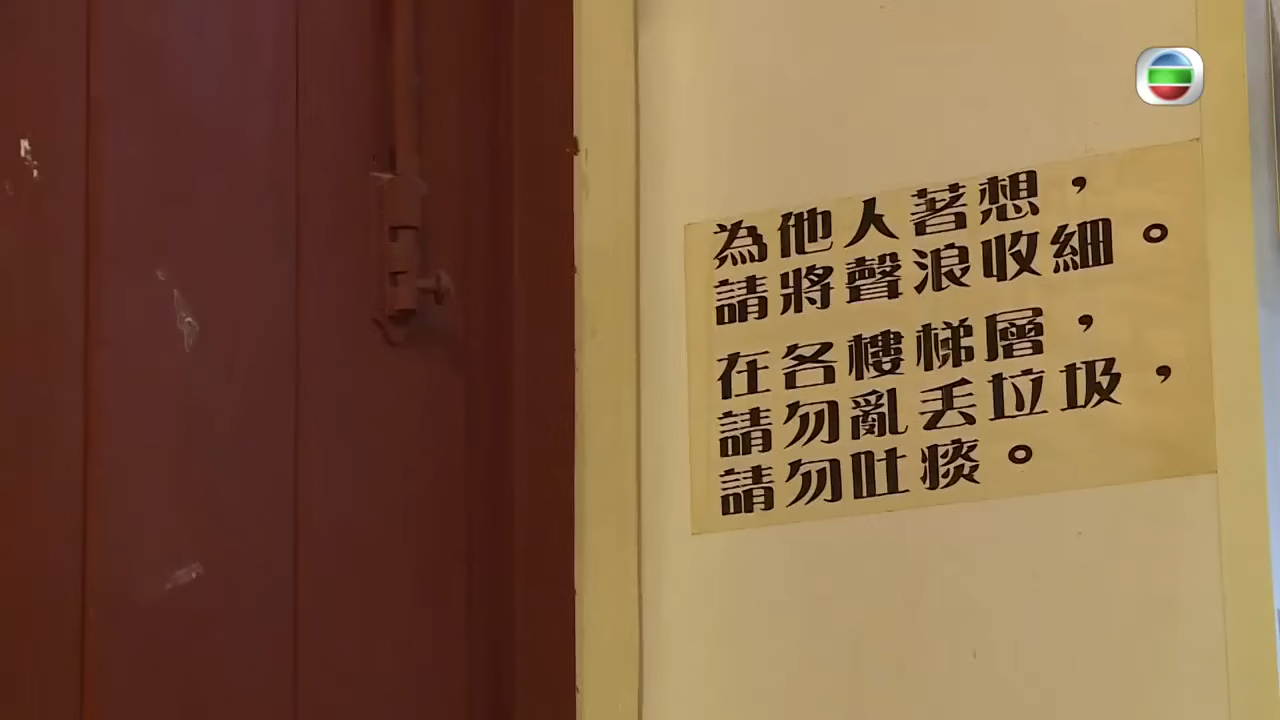 為他人著想，
請將聲浪收細。
在各樓梯層，
請勿亂丟垃圾，
請勿吐痰。